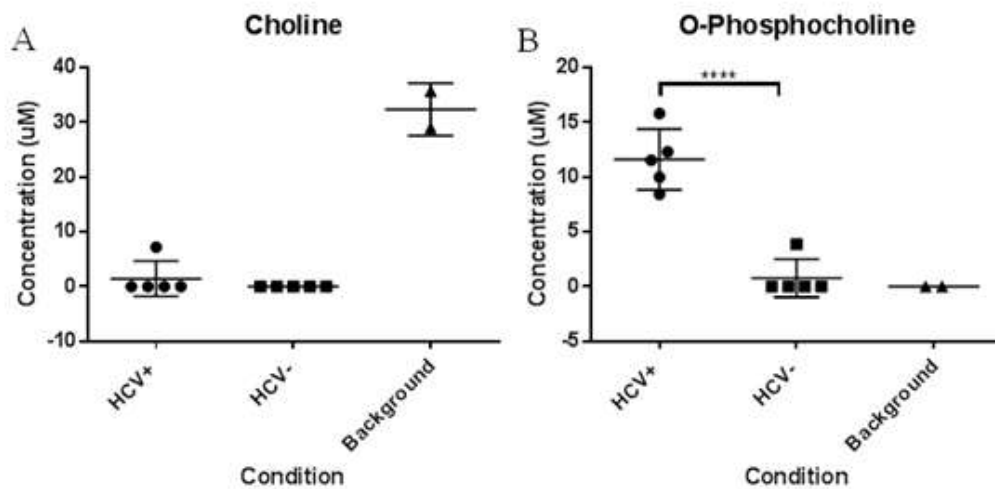 A
Choline
40
30
20
10
0
-10
Concentration (uM)
HCV+
HCV-
Background
Condition
B
O-Phosphocholine
20
15
10
5
0
-5
Concentration (uM)
****
HCV+
HCV-
Background
Condition